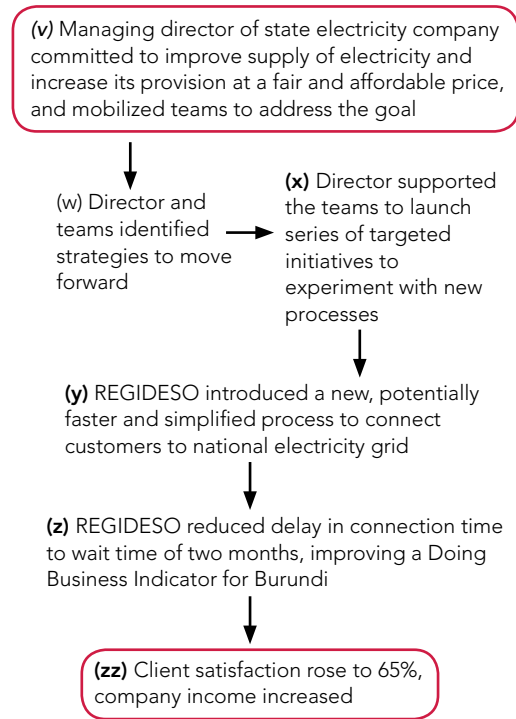 (v) Managing director of state electricity company
committed to improve supply of electricity and
increase its provision at a fair and affordable price,
and mobilized teams to address the goal
(w) Director and
teams identified
strategies to move
forward
(x) Director supported
the teams to launch
series of targeted
initiatives to
experiment with new
processes
(y) REGIDESO introduced a new, potentially
faster and simplified process to connect
customers to national electricity grid
(z) REGIDESO reduced delay in connection time
to wait time of two months, improving a Doing
Business Indicator for Burundi
(zz) Client satisfaction rose to 65%,
company income increased